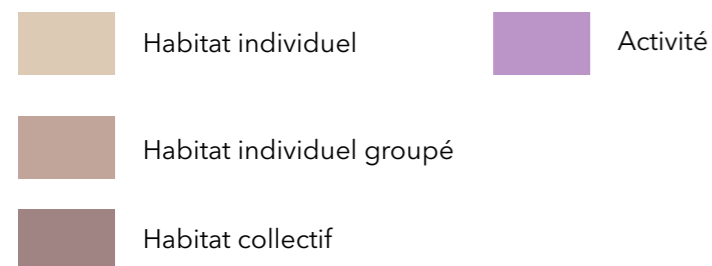 Habitat individuel
Activité
Habitat individuel groupé
Habitat collectif